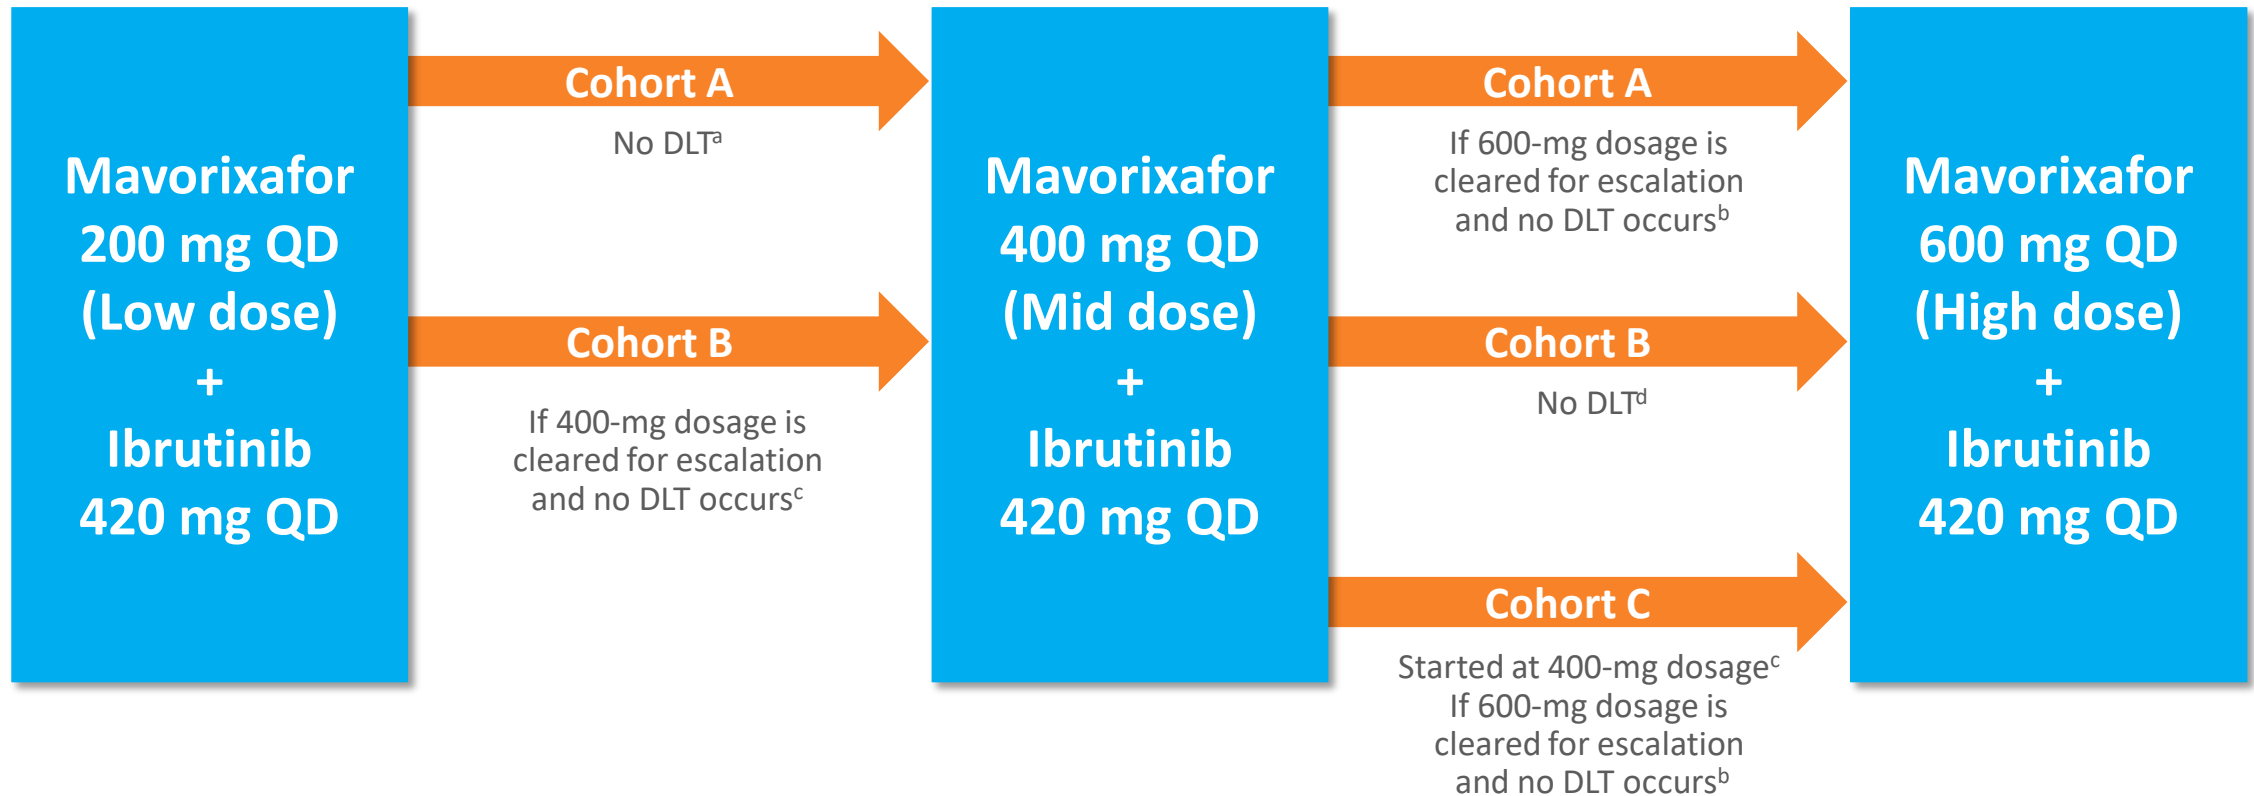 Mavorixafor
200 mg QD
(Low dose)
+
Ibrutinib
420 mg QD
Cohort A
No DLTᵃ
Cohort B
If 400-mg dosage is
cleared for escalation
and no DLT occursᶜ
Mavorixafor
400 mg QD
(Mid dose)
+
Ibrutinib
420 mg QD
Cohort A
If 600-mg dosage is
cleared for escalation
and no DLT occursᵇ
Cohort B
No DLTᵈ
Cohort C
Started at 400-mg dosageᶜ
If 600-mg dosage is
cleared for escalation
and no DLT occursᵇ
Mavorixafor
600 mg QD
(High dose)
+
Ibrutinib
420 mg QD